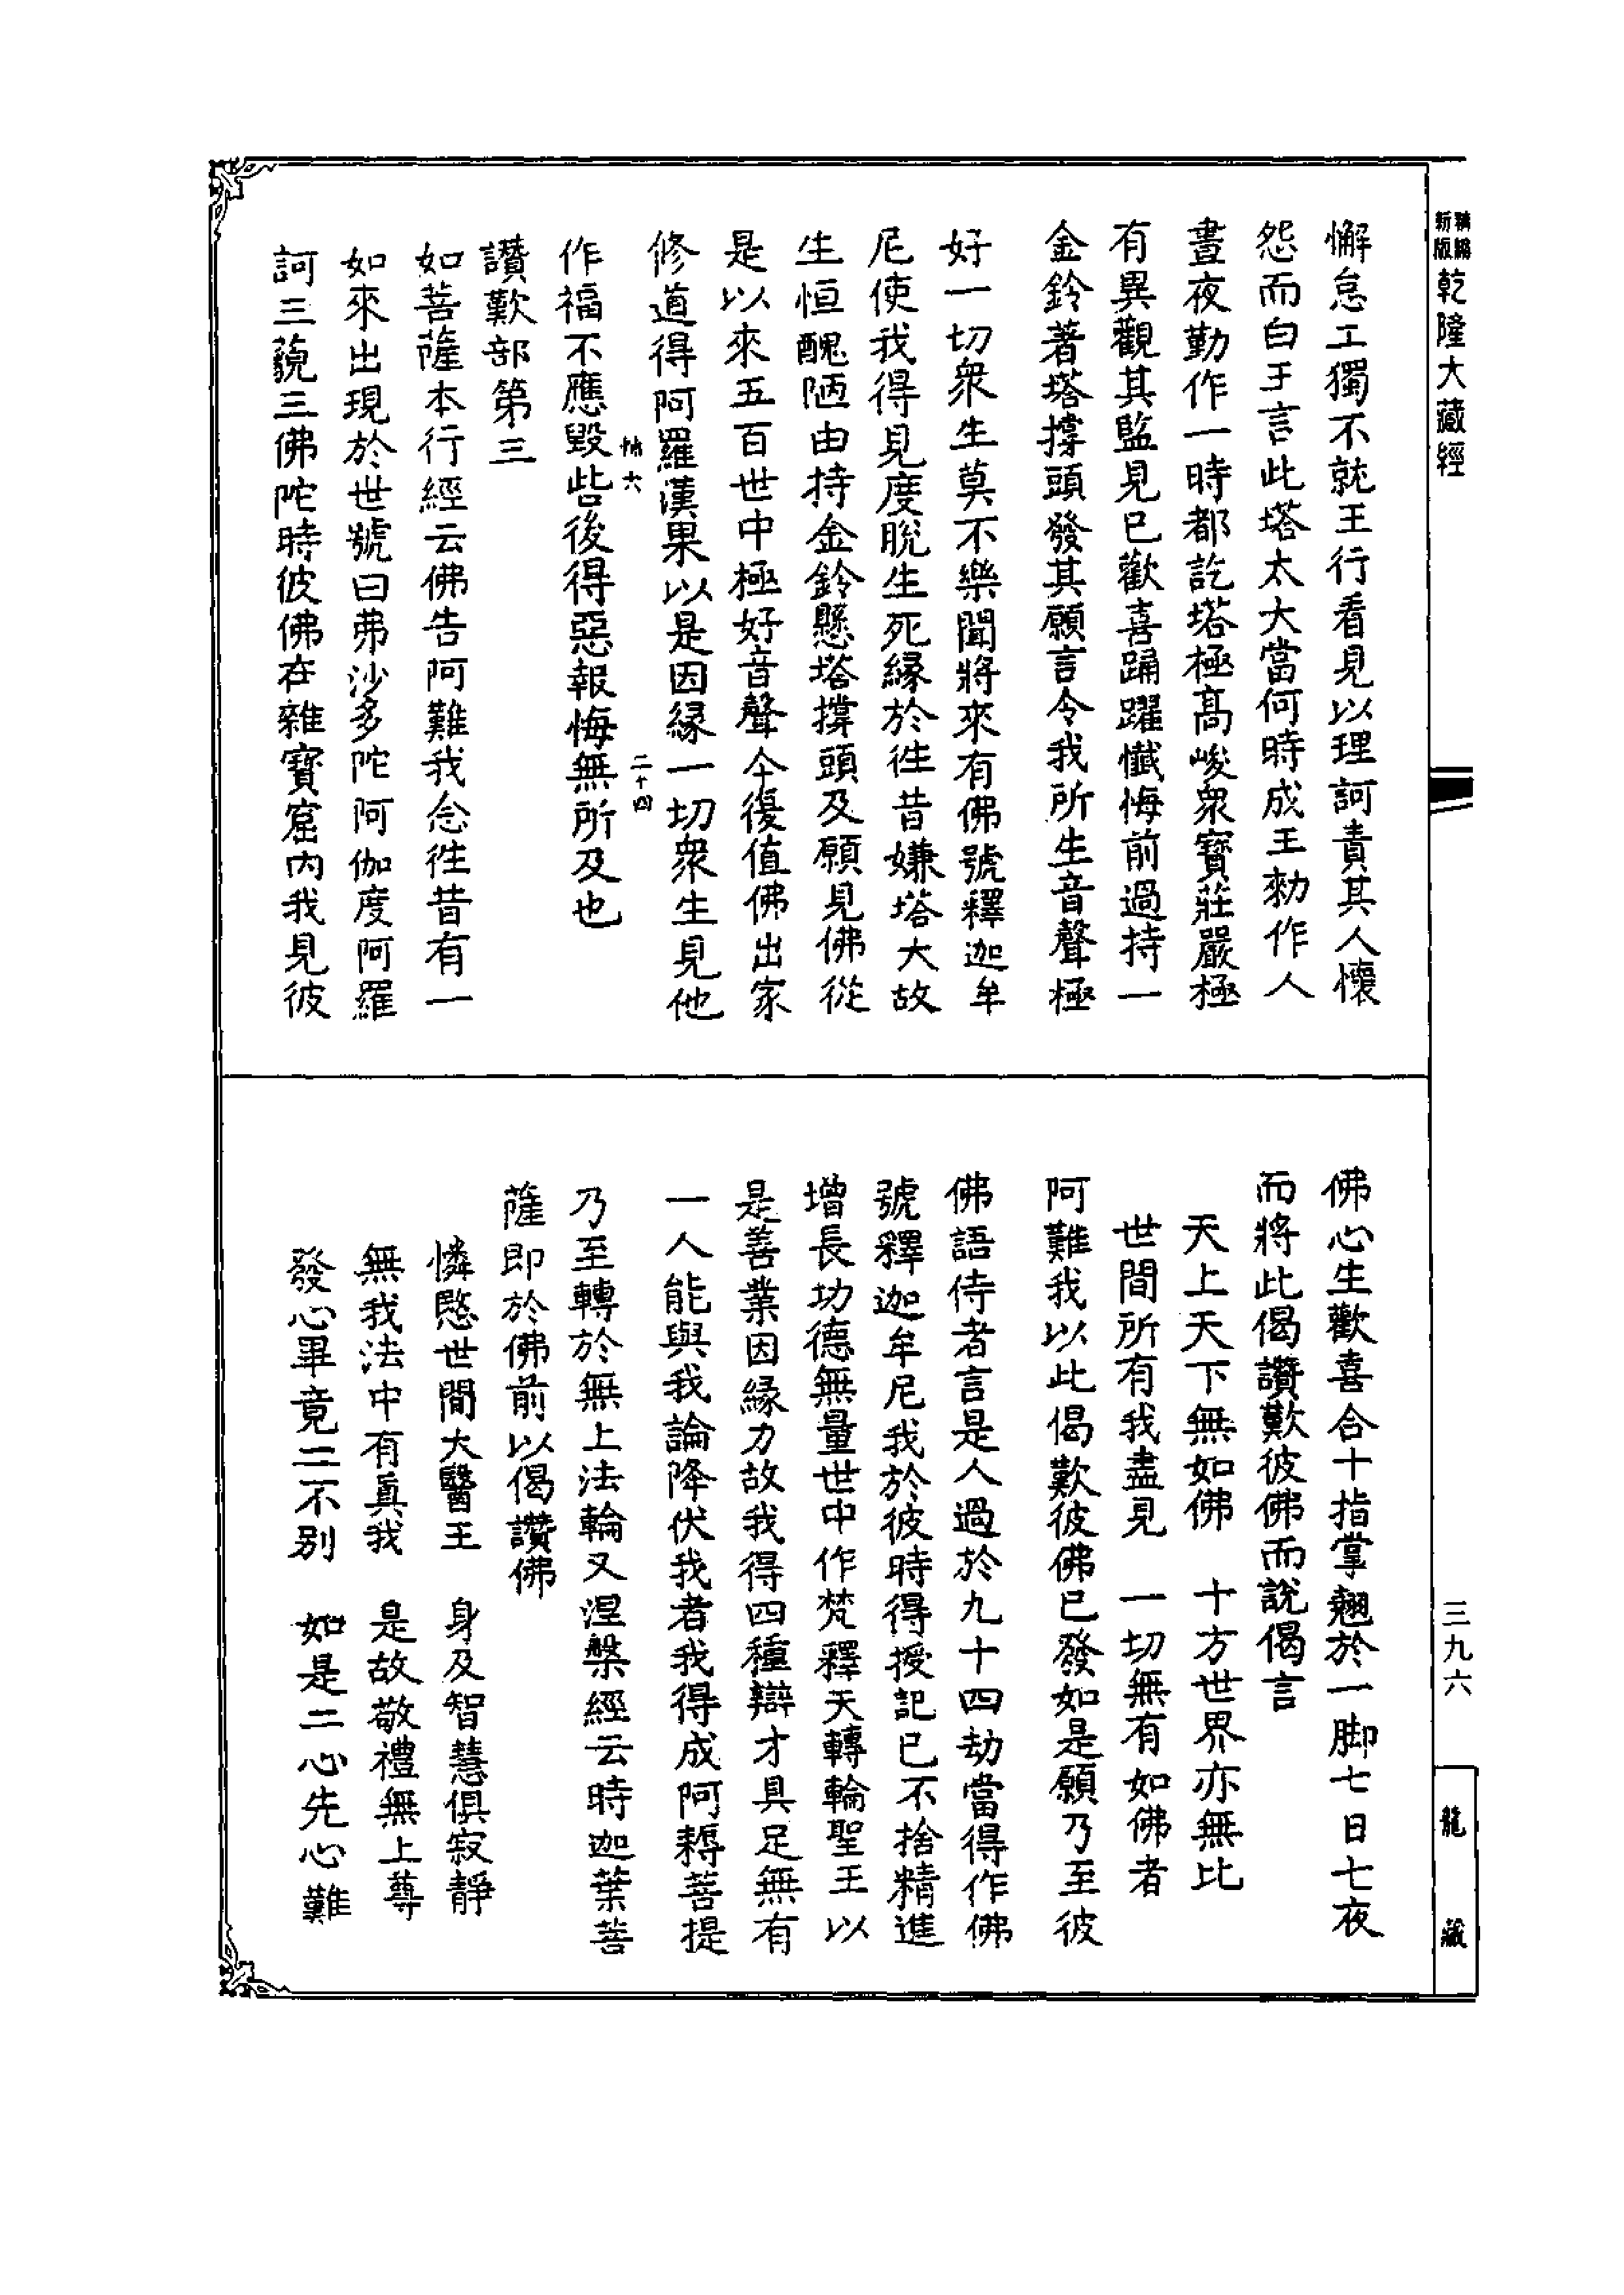 新版
精縮
乾隆大藏經
懈怠工獨不就王行看見以理訶責其人懷
怨而白王言此塔太大當何時成王勑作人
晝夜勤作一時都訖塔極高峻衆寶莊嚴極
有異觀其監見已歡喜踊躍懺悔前過持一
金鈴著塔撐頭發其願言令我所生音聲極
好一切衆生莫不樂聞將來有佛號釋迦牟
尼使我得見度脫生死緣於徃昔嫌塔大故
生恒醜陋由持金鈴懸塔撐頭及願見佛從
是以來五百世中極好音聲今復值佛出家
修道得阿羅漢果以是因緣一切衆生見他
六
二十四
作福不應毀呰後得惡報悔無所及也
讚歎部第三
如菩薩本行經云佛告阿難我念徃昔有一
如來出現於世號曰弗沙多陀阿伽度阿羅
訶三藐三佛陀時彼佛在雜寶窟內我見彼
佛心生歡喜合十指掌翹於一脚七日七夜
而將此偈讚歎彼佛而說偈言
天上天下無如佛　十方世界亦無比
世間所有我盡見　一切無有如佛者
阿難我以此偈歎彼佛已發如是願乃至彼
佛語侍者言是人過於九十四劫當得作佛
號釋迦牟尼我於彼時得授記已不捨精進
增長功德無量世中作梵釋天轉輪聖王以
是善業因緣力故我得四種辯才具足無有
一人能與我論降伏我者我得成阿耨菩提
乃至轉於無上法輪又涅槃經云時迦葉菩
薩即於佛前以偈讚佛
憐愍世間大醫王　身及智慧俱寂靜
無我法中有真我　是故敬禮無上尊
發心畢竟二不別　如是二心先心難
三九六
龍藏